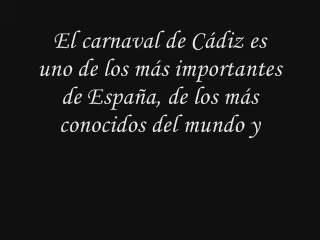 El carnaval de Cádiz es
uno de los más importantes
de España, de los más
conocidos del mundo y